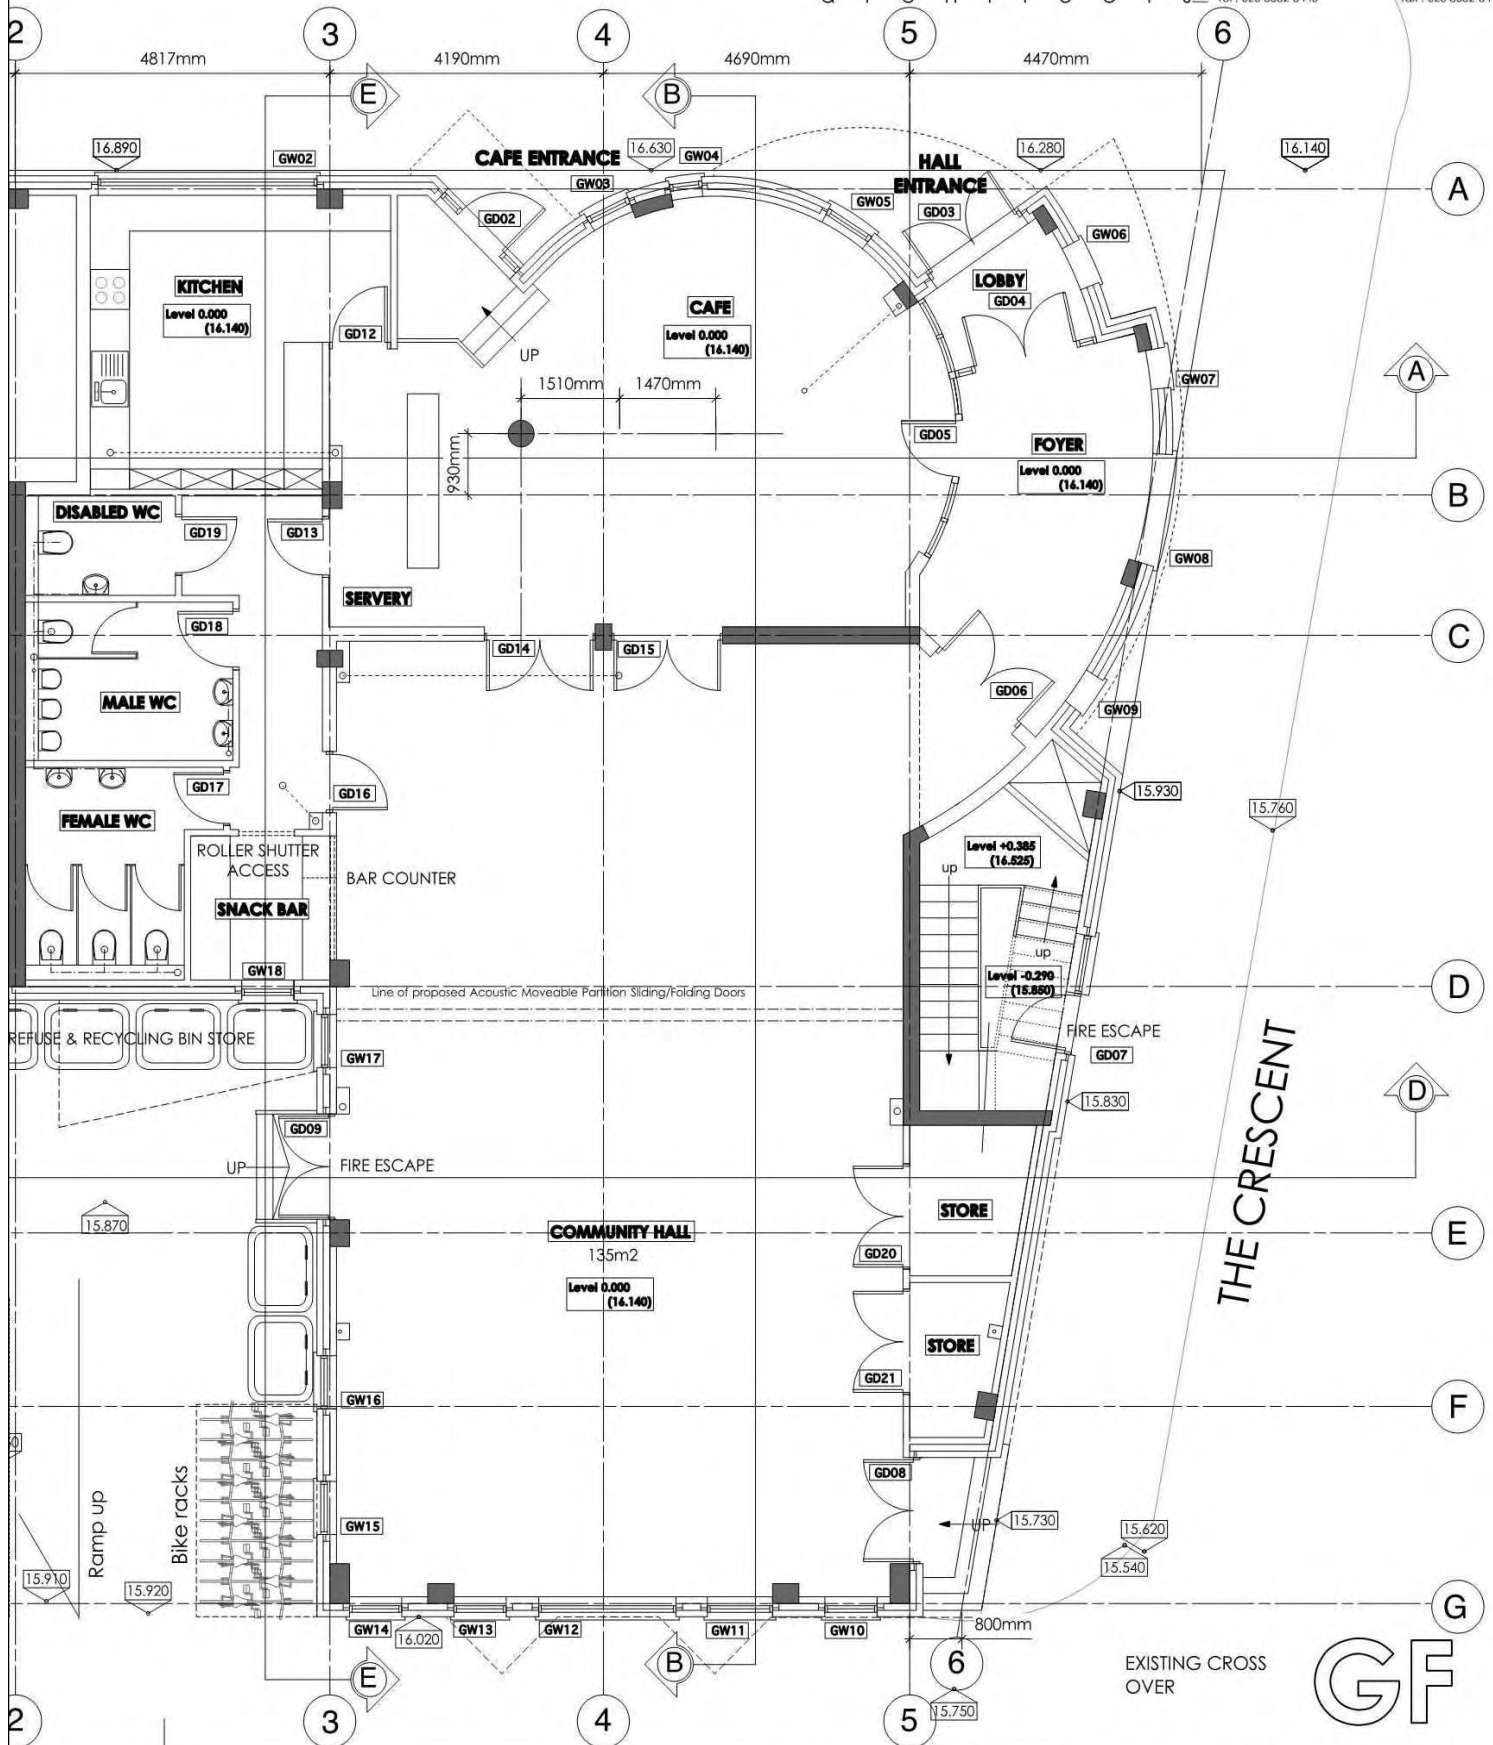 2
3
4
5
6
4817mm
4190mm
4690mm
4470mm
E
B
16.890
GW02
CAFE ENTRANCE
16.630
GW04
HALL
ENTRANCE
16.280
16.140
GW03
GW05
GD02
GD03
GW06
A
KITCHEN
Level 0.000
(16.140)
GD12
UP
CAFE
Level 0.000
(16.140)
LOBBY
GD04
1510mm
1470mm
930mm
GW07
A
GD05
FOYER
Level 0.000
(16.140)
B
DISABLED WC
GD19
GD13
GW08
SERVERY
GD18
C
GD14
GD15
MALE WC
GD06
GW09
GD17
GD16
15.930
15.760
FEMALE WC
ROLLER SHUTTER
ACCESS
BAR COUNTER
Level +0.385
(16.525)
up
SNACK BAR
up
GW18
Level -0.290
(15.850)
D
Line of proposed Acoustic Moveable Partition Sliding/Folding Doors
REFUSE & RECYCLING BIN STORE
FIRE ESCAPE
GW17
GD07
THE CRESCENT
15.830
D
GD09
UP
FIRE ESCAPE
15.870
STORE
COMMUNITY HALL
135m2
E
GD20
Level 0.000
(16.140)
STORE
GD21
GW16
F
GD08
Ramp up
Bike racks
GW15
UP
15.730
15.620
15.540
15.910
15.920
G
GW14
16.020
GW13
GW12
GW11
GW10
800mm
E
B
6
EXISTING CROSS
OVER
GF
15.750
2
3
4
5